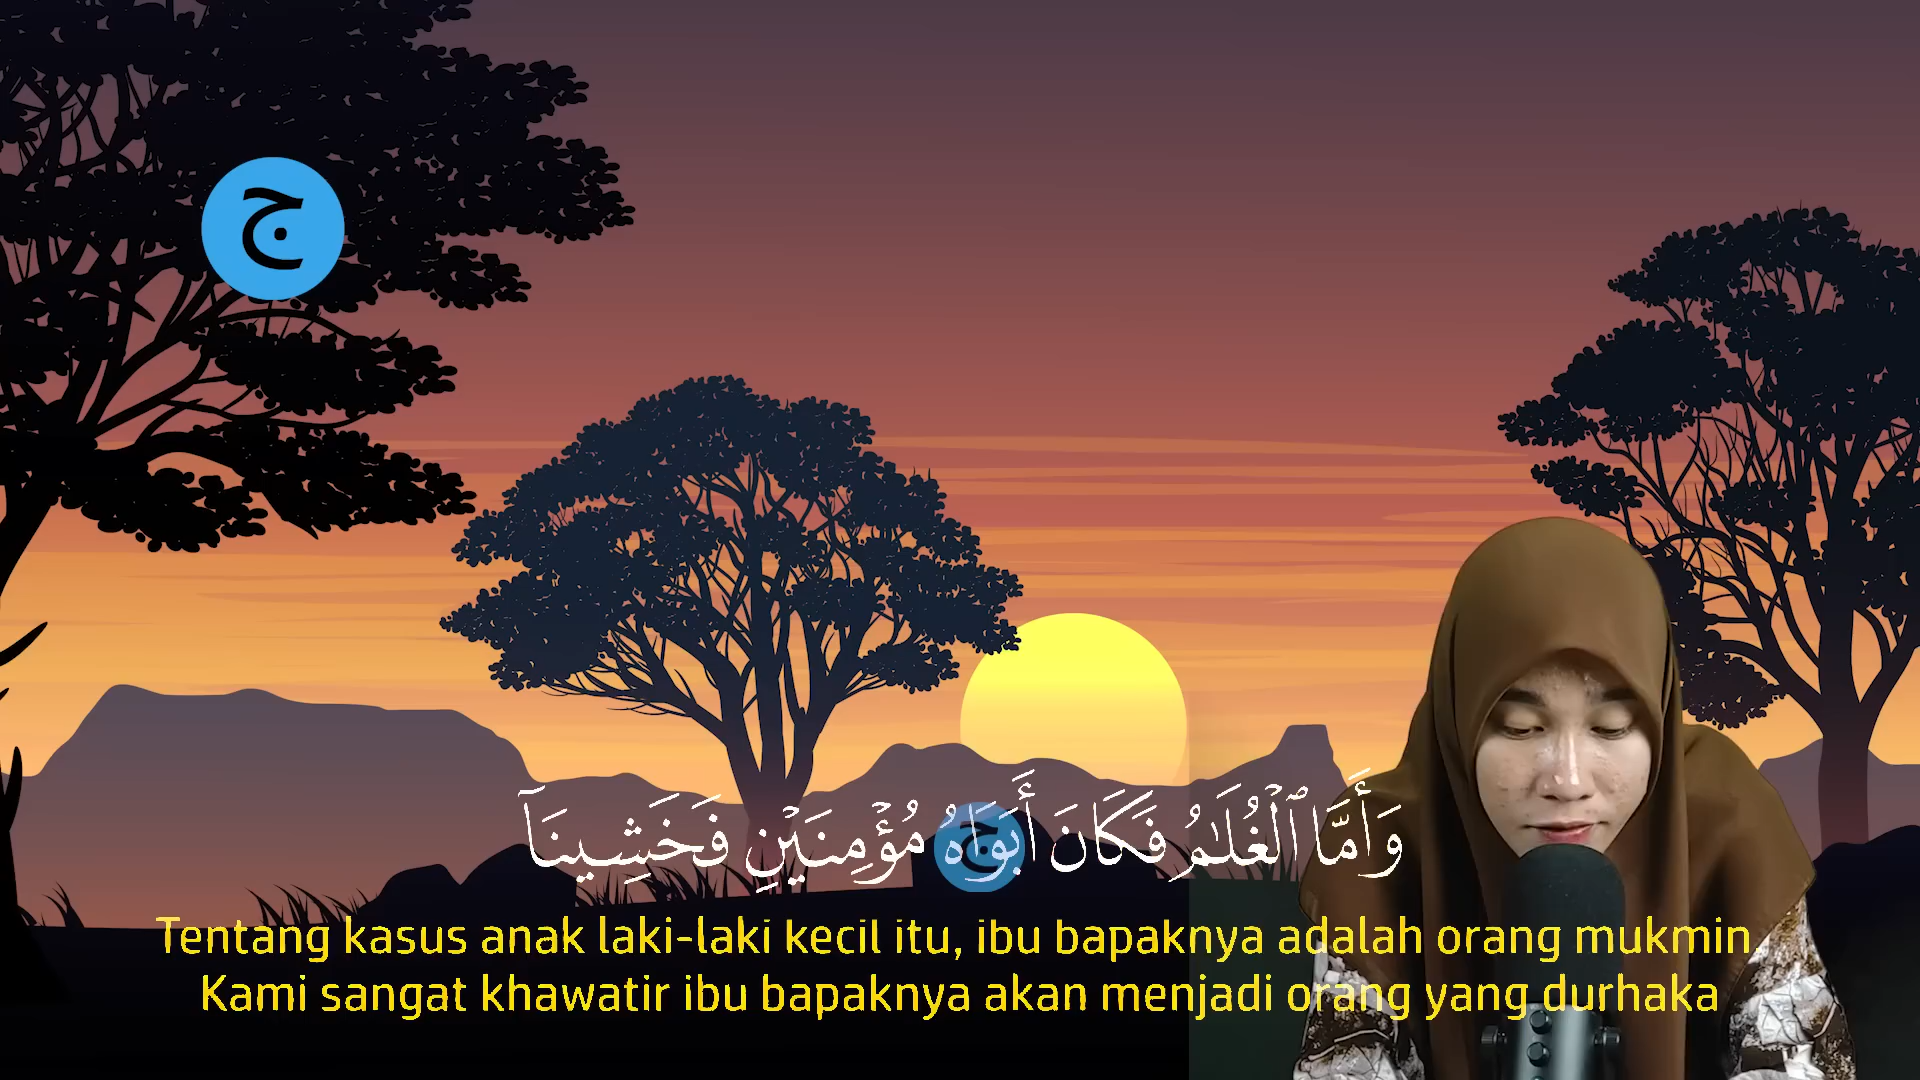 ج
وَأَمَّا ٱلْغُلَٰمُ فَكَانَ أَبَوَاهُ مُؤْمِنَيْنِ فَخَشِينَآ
ج
Tentang kasus anak laki-laki kecil itu, ibu bapaknya adalah orang mukmin.
Kami sangat khawatir ibu bapaknya akan menjadi orang yang durhaka